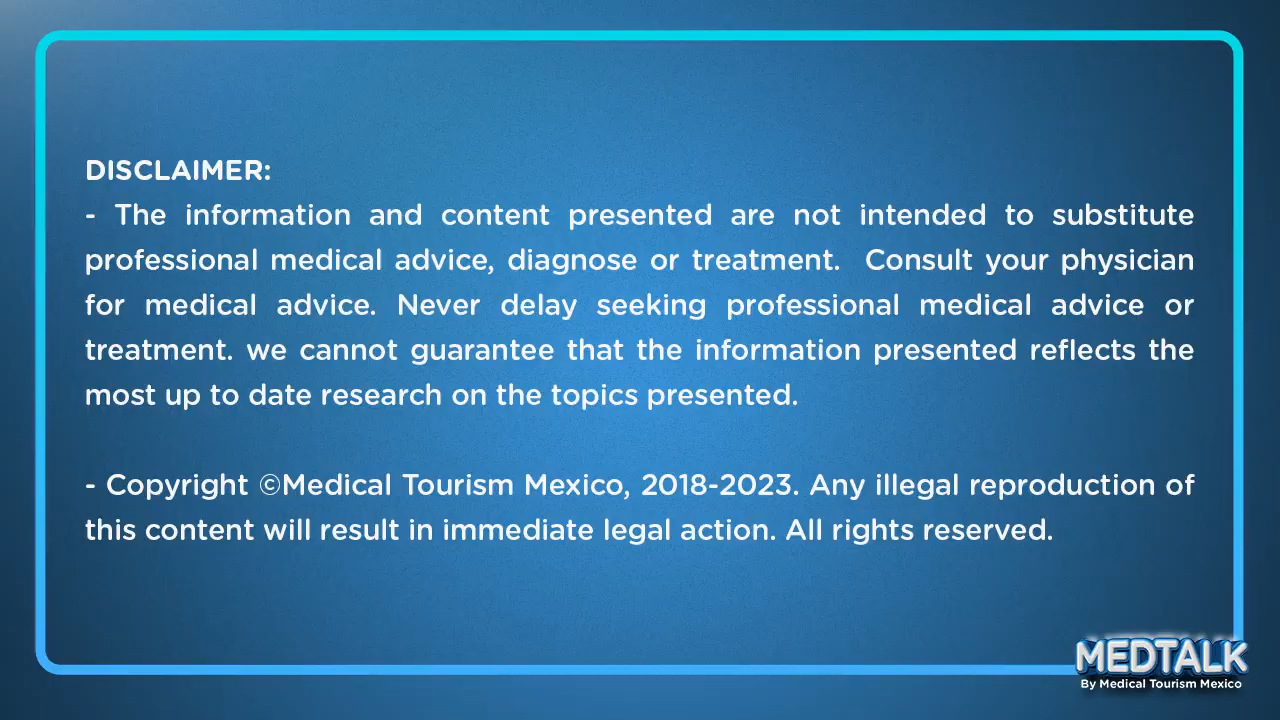 DISCLAIMER:
- The information and content presented are not intended to substitute
professional medical advice, diagnose or treatment. Consult your physician
for medical advice. Never delay seeking professional medical advice or
treatment. we cannot guarantee that the information presented reflects the
most up to date research on the topics presented.
- Copyright ©Medical Tourism Mexico, 2018-2023. Any illegal reproduction of
this content will result in immediate legal action. All rights reserved.
MEDTALK
By Medical Tourism Mexico